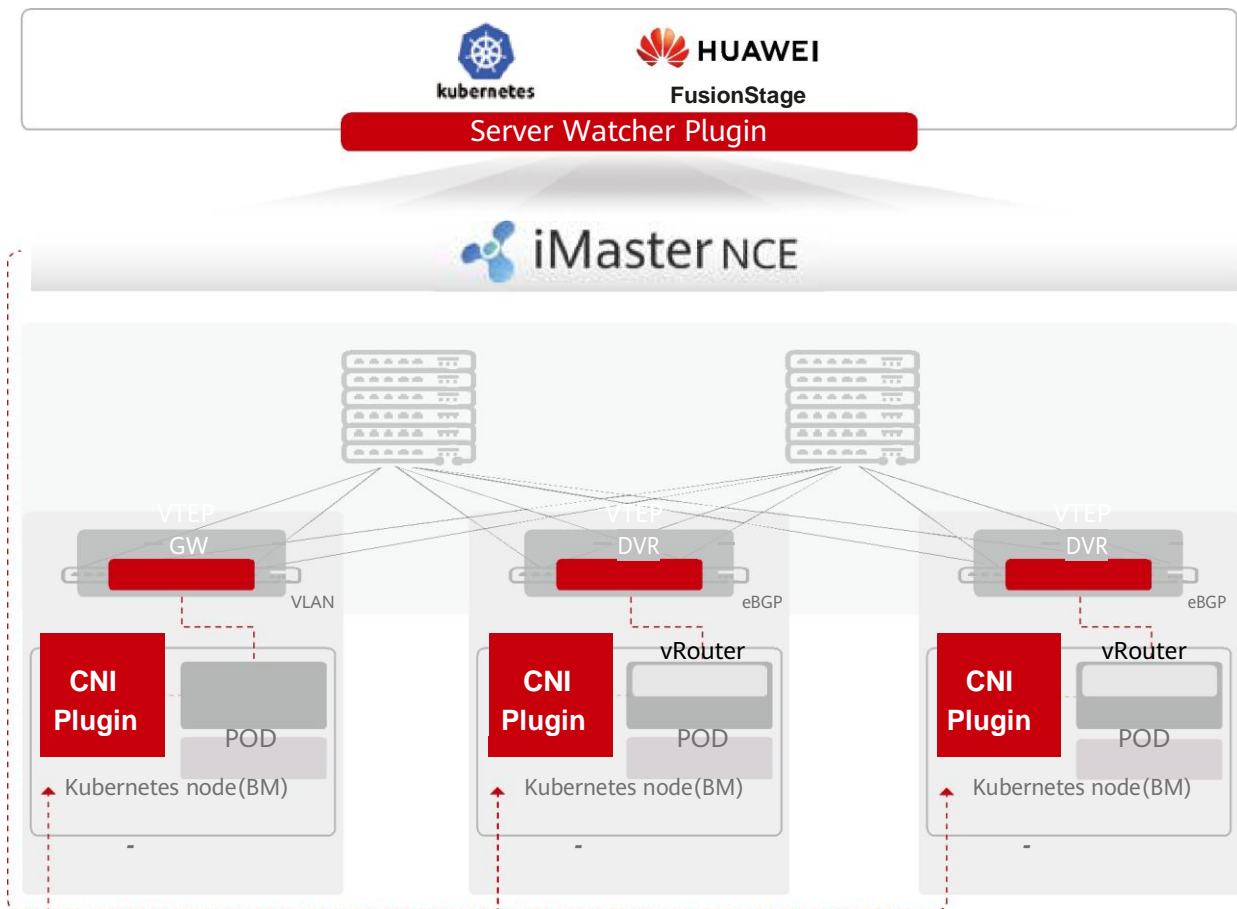 kubernetes
HUAWEI
FusionStage
Server Watcher Plugin
iMaster NCE
VTEP
GW
VLAN
VTEP
DVR
eBGP
VTEP
DVR
eBGP
CNI
Plugin
POD
Kubernetes node(BM)
-
vRouter
CNI
Plugin
POD
Kubernetes node(BM)
-
vRouter
CNI
Plugin
POD
Kubernetes node(BM)
-